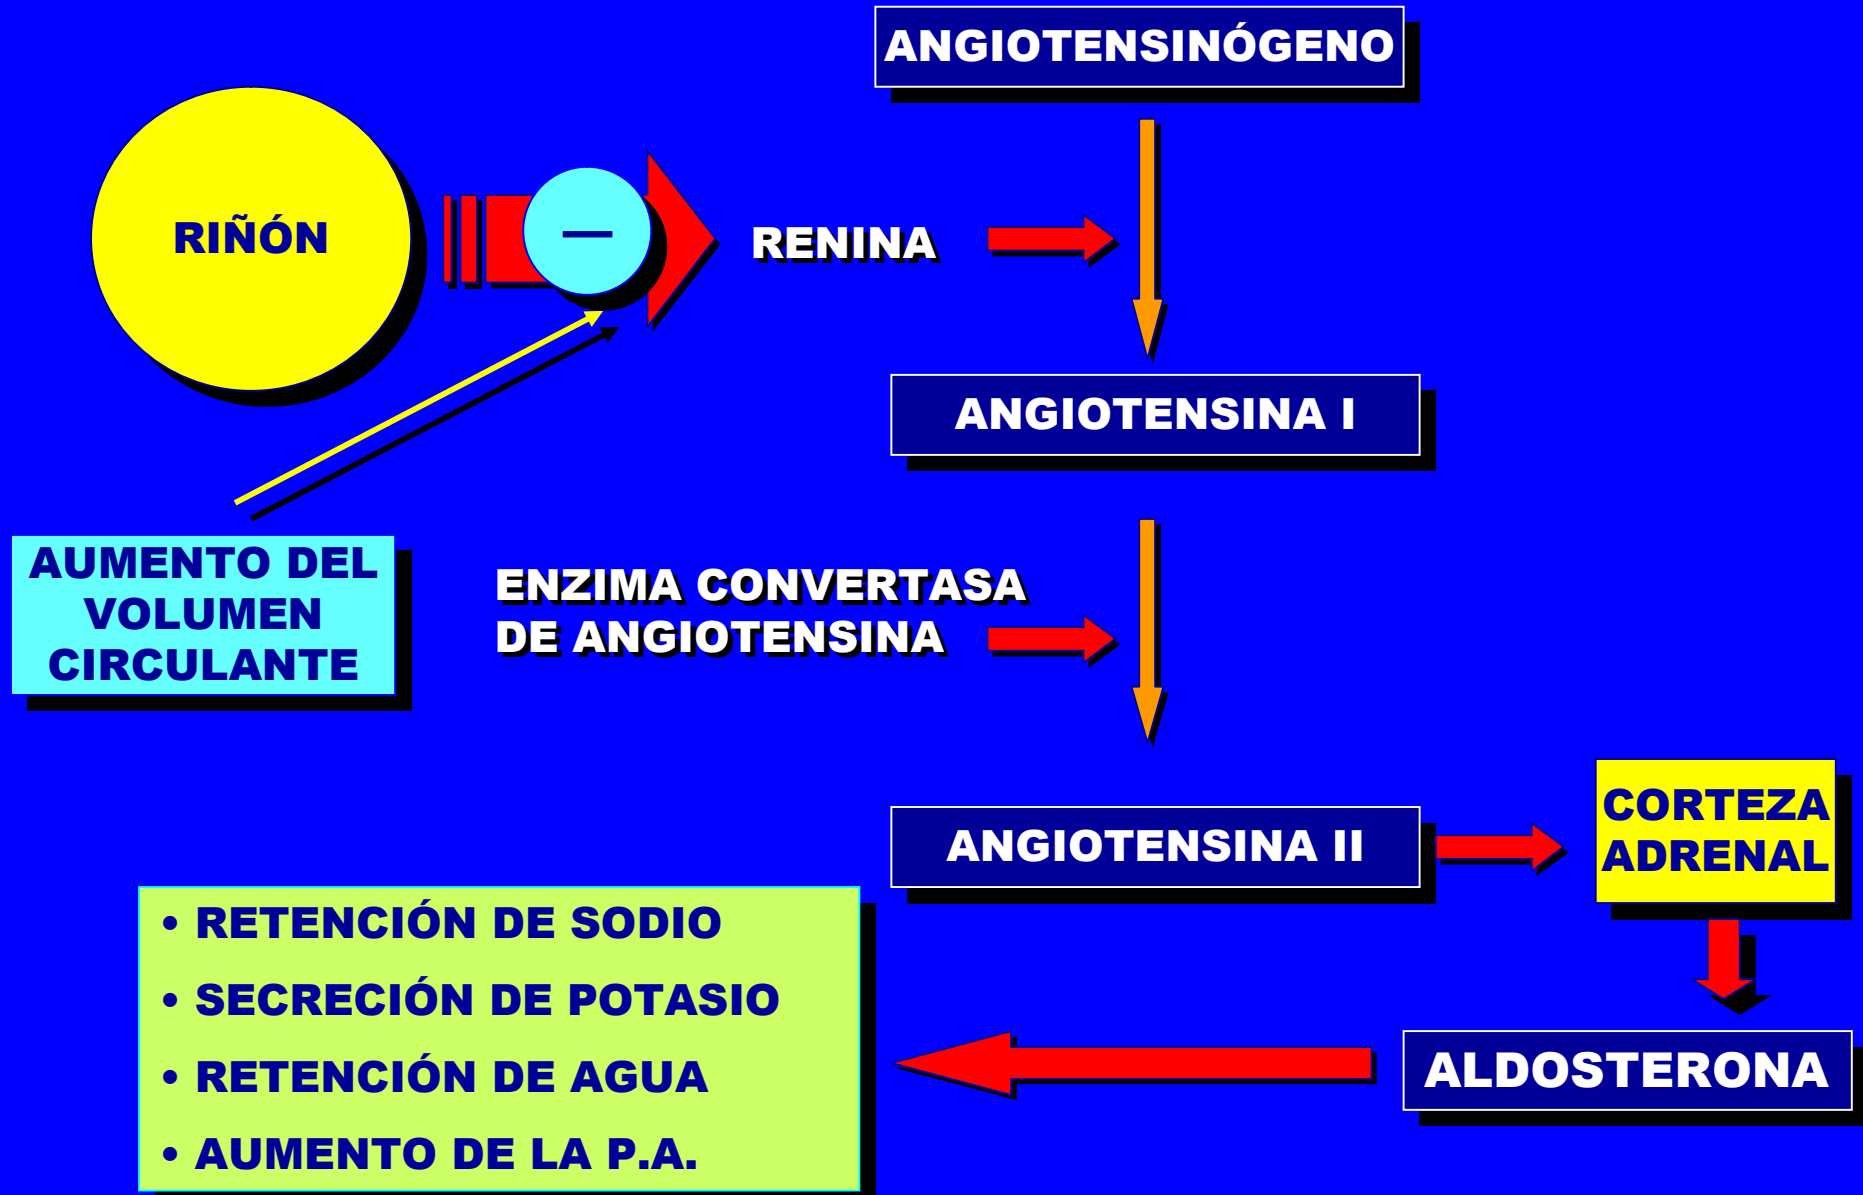 ANGIOTENSINÓGENO
RIÑÓN
—
RENINA
ANGIOTENSINA I
AUMENTO DEL
VOLUMEN
CIRCULANTE
ENZIMA CONVERTASA
DE ANGIOTENSINA
ANGIOTENSINA II
CORTEZA
ADRENAL
• RETENCIÓN DE SODIO
• SECRECIÓN DE POTASIO
• RETENCIÓN DE AGUA
• AUMENTO DE LA P.A.
ALDOSTERONA